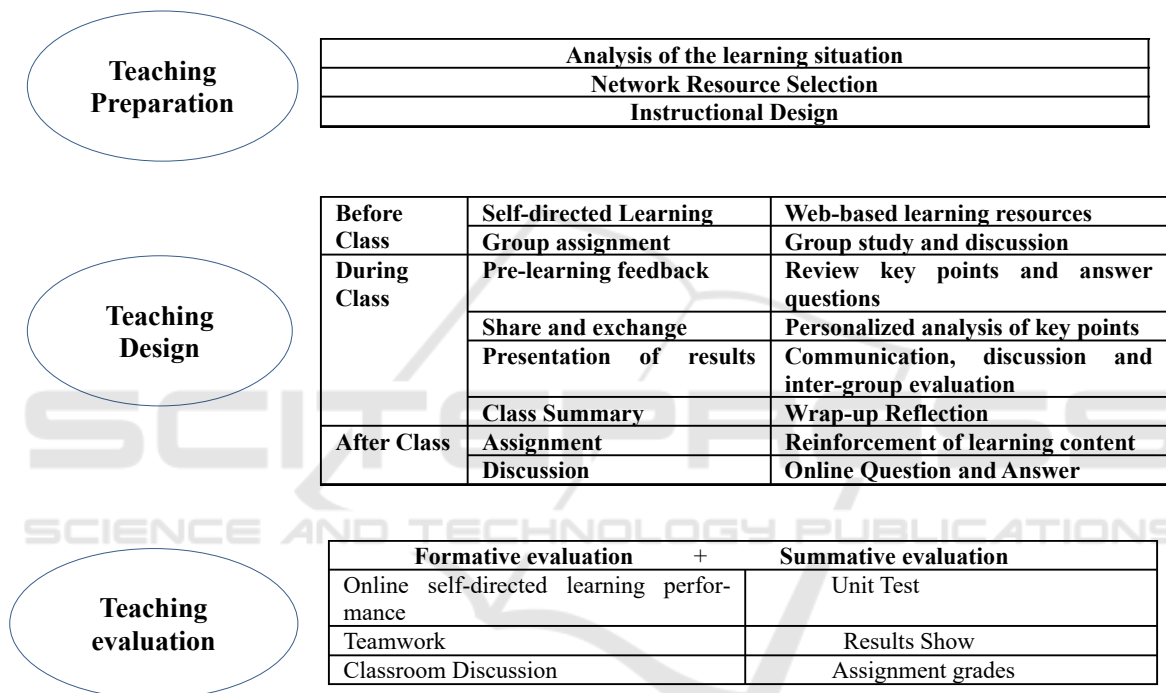 Teaching
Preparation
Analysis of the learning situation
Network Resource Selection
Instructional Design
Teaching
Design
Before
Class
Self-directed Learning
Web-based learning resources
Group assignment
Group study and discussion
During
Class
Pre-learning feedback
Review key points and answer
questions
Share and exchange
Personalized analysis of key points
Presentation of results
Communication, discussion and
inter-group evaluation
Class Summary
Wrap-up Reflection
After Class
Assignment
Reinforcement of learning content
Discussion
Online Question and Answer
SCITEPRESS
SCIENCE AND TECHNOLOGY PUBLICATIONS
Teaching
evaluation
Formative evaluation + Summative evaluation
Online self-directed learning perfor-
mance
Unit Test
Teamwork
Results Show
Classroom Discussion
Assignment grades